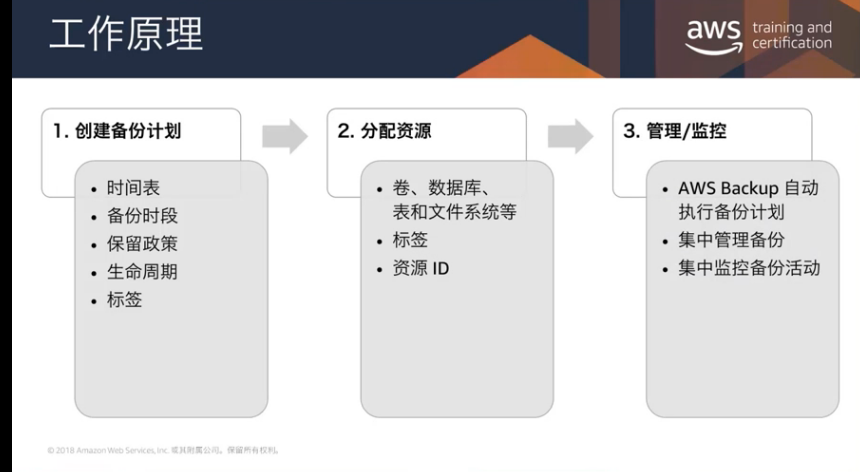 工作原理
aws training and
certification
1. 创建备份计划
• 时间表
• 备份时段
• 保留政策
• 生命周期
• 标签
2. 分配资源
• 卷、数据库、
表和文件系统等
• 标签
• 资源 ID
3. 管理/监控
• AWS Backup 自动
执行备份计划
• 集中管理备份
• 集中监控备份活动
© 2018 Amazon Web Services, Inc. 或其附属公司。保留所有权利。